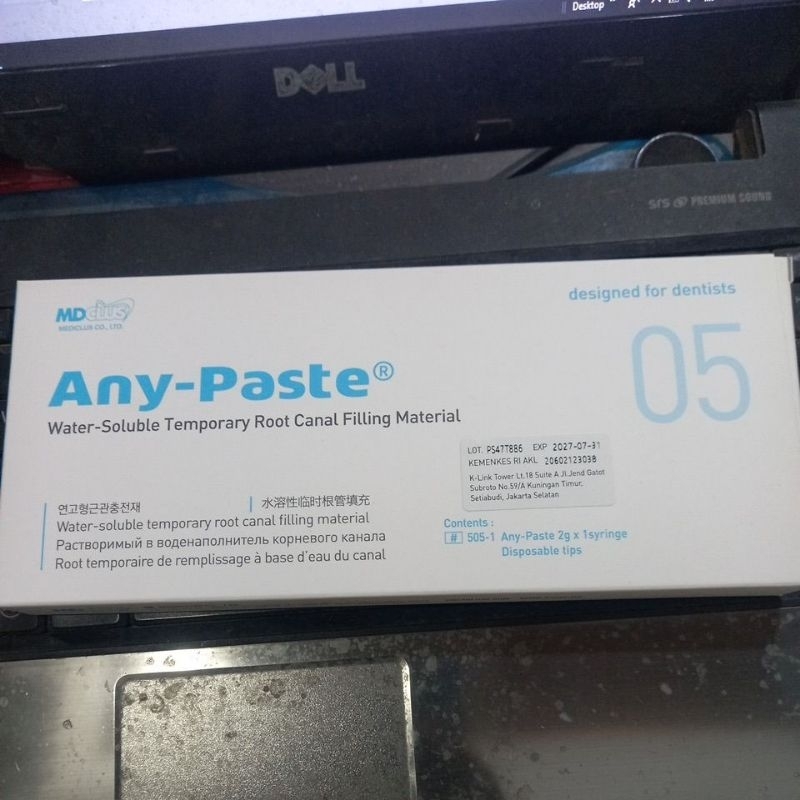 Desktop
DELL
SRS PREMIUM SOUND
MDCLUS
MEDICLUS CO., LTD.
designed for dentists
Any-Paste®
05
Water-Soluble Temporary Root Canal Filling Material
LOT. PS47T886 EXP 2027-07-31
KEMENKES RI AKL 20602123038
K-Link Tower Lt.18 Suite A Jl.Jend Gatot
Subroto No.59/A Kuningan Timur,
Setiabudi, Jakarta Selatan
연고형근관충전재
水溶性临时根管填充
Water-soluble temporary root canal filling material
Растворимый в воденаполнитель корневого канала
Root temporaire de remplissage à base d'eau du canal
Contents :
# 505-1 Any-Paste 2g x 1syringe
Disposable tips